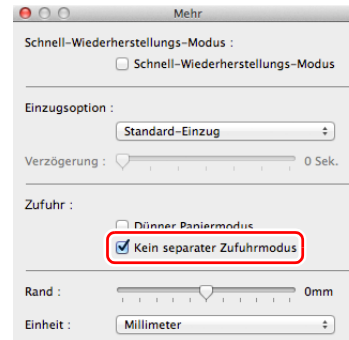 Mehr
Schnell-Wiederherstellungs-Modus :
Schnell-Wiederherstellungs-Modus
Einzugsoption :
Standard-Einzug
Verzögerung : 0 Sek.
Zufuhr :
Dünner Papiermodus
Kein separater Zufuhrmodus
Rand : 0mm
Einheit : Millimeter